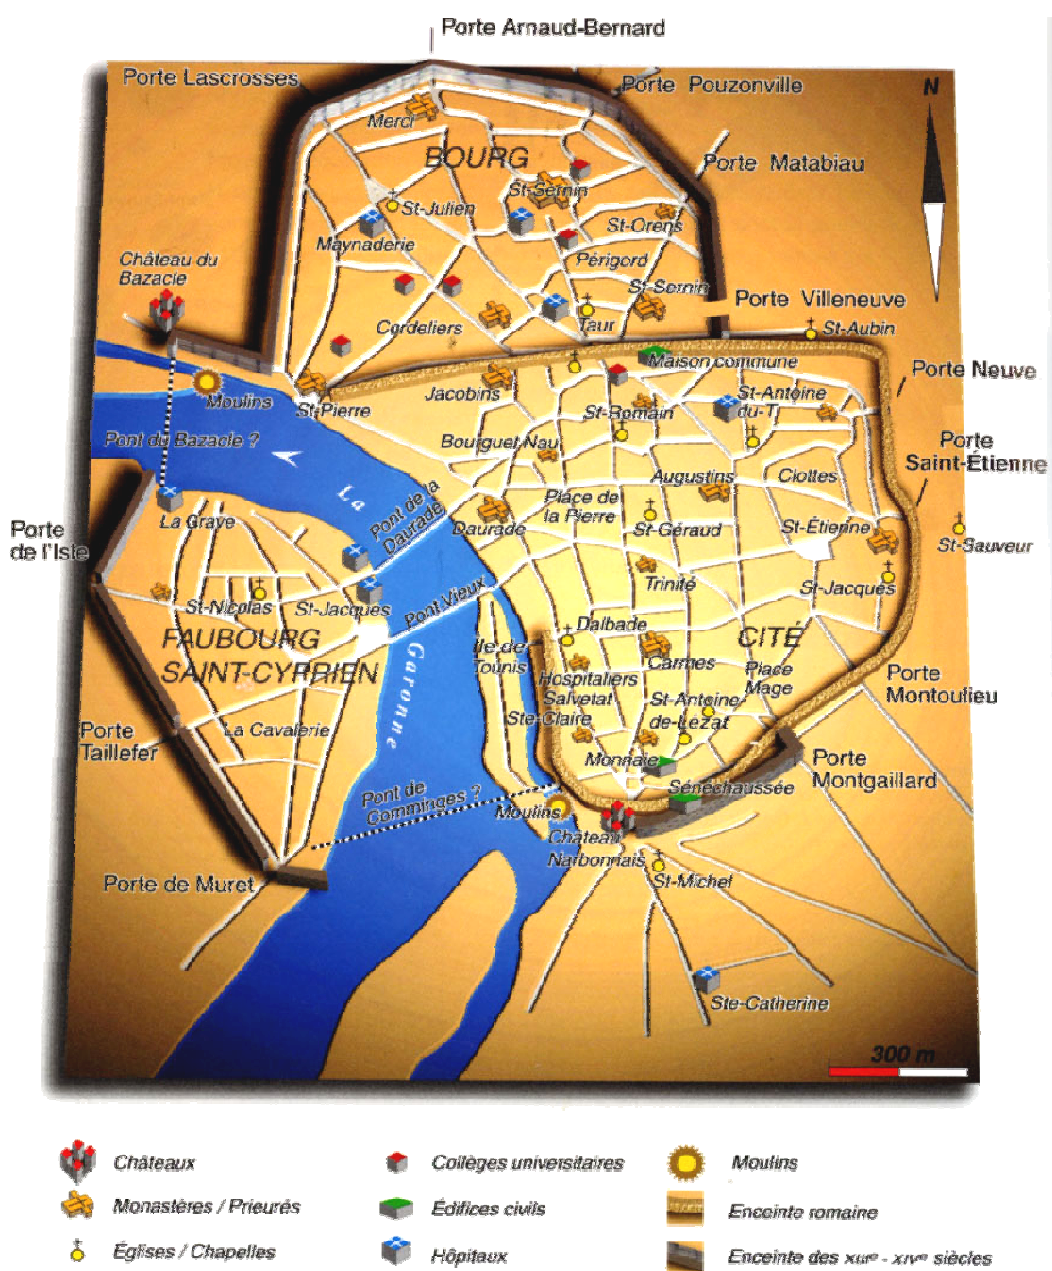 Porte Arnaud-Bernard
Porte Lascrosses
Porte Pouzonville
N
Merci
BOURG
Porte Matabiau
St-Sernin
St-Julien
St-Orens
Maynaderie
Périgord
Château du
Bazacle
St-Sernin
Porte Villeneuve
Cordeliers
Taur
St-Aubin
Maison commune
Porte Neuve
Moulins
St-Pierre
Jacobins
St-Romain
St-Antoine
du-T.
Pont du Bazacle ?
Bourguet Nau
Porte
Saint-Étienne
Augustins
Ciottes
La
Pont de la
Daurade
Place de
la Pierre
La Grave
Daurade
St-Géraud
St-Étienne
Porte
de l'Isle
St-Sauveur
Trinité
St-Jacques
St-Nicolas
St-Jacques
Pont Vieux
Garonne
FAUBOURG
SAINT-CYPRIEN
Ile de
Tounis
Dalbade
CITÉ
Carmes
Place
Mage
Hospitaliers
Salvetat
Porte
Montoulieu
St-Antoine
de-Lézat
Ste-Claire
La Cavalerie
Porte
Taillefer
Monnaie
Porte
Montgaillard
Sénéchaussée
Pont de
Comminges ?
Moulins
Château
Narbonnais
Porte de Muret
St-Michel
Ste-Catherine
300 m
Châteaux
Collèges universitaires
Moulins
Monastères / Prieurés
Édifices civils
Enceinte romaine
Églises / Chapelles
Hôpitaux
Enceinte des XIIIe - XIVe siècles